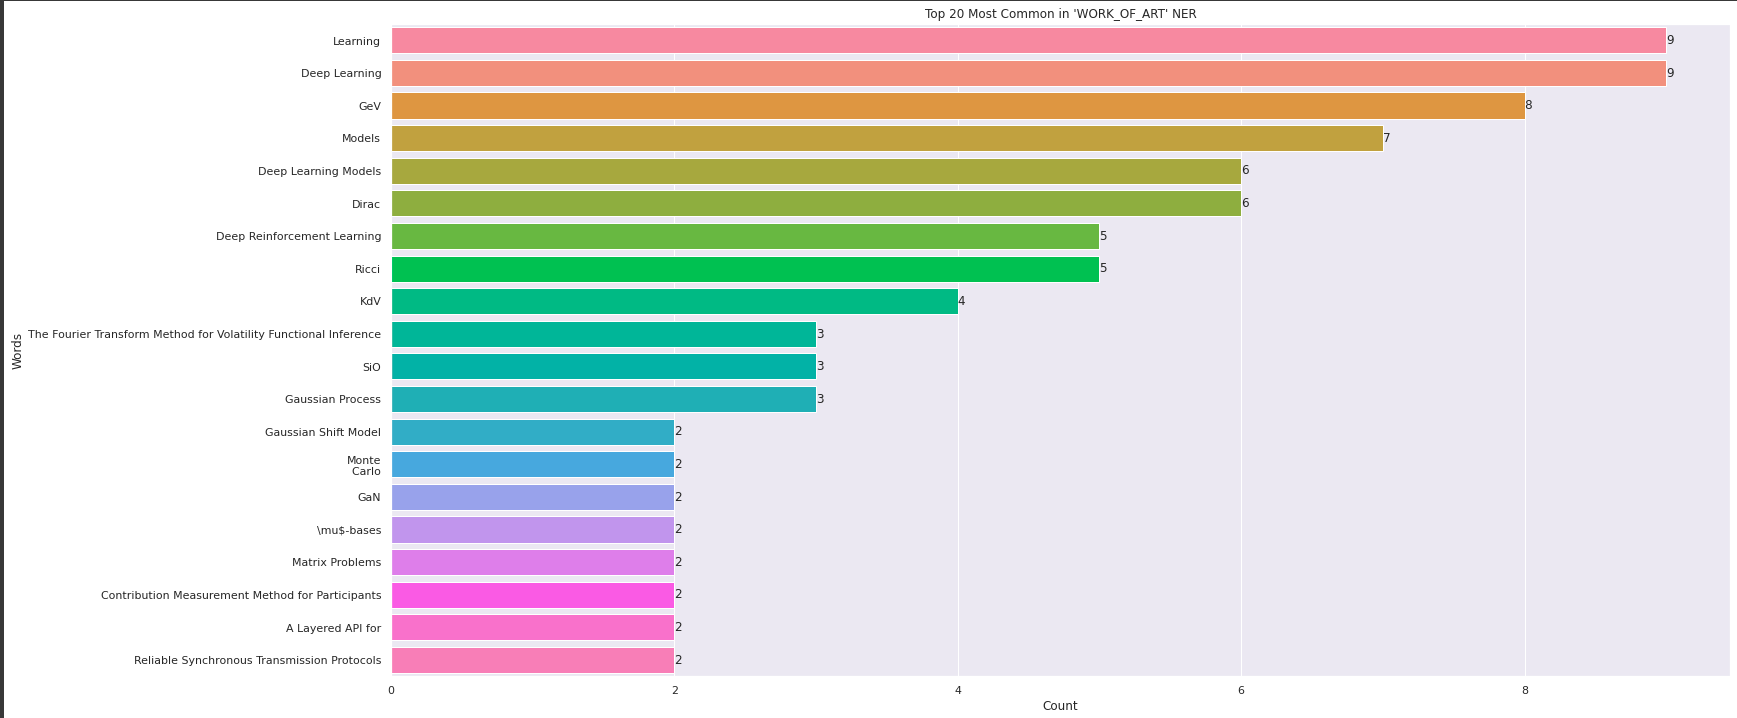 Top 20 Most Common in 'WORK_OF_ART' NER
Words
Learning 9
Deep Learning 9
GeV 8
Models 7
Deep Learning Models 6
Dirac 6
Deep Reinforcement Learning 5
Ricci 5
KdV 4
The Fourier Transform Method for Volatility Functional Inference 3
SiO 3
Gaussian Process 3
Gaussian Shift Model 2
Monte
Carlo 2
GaN 2
\mu$-bases 2
Matrix Problems 2
Contribution Measurement Method for Participants 2
A Layered API for 2
Reliable Synchronous Transmission Protocols 2
0 2 4 6 8
Count